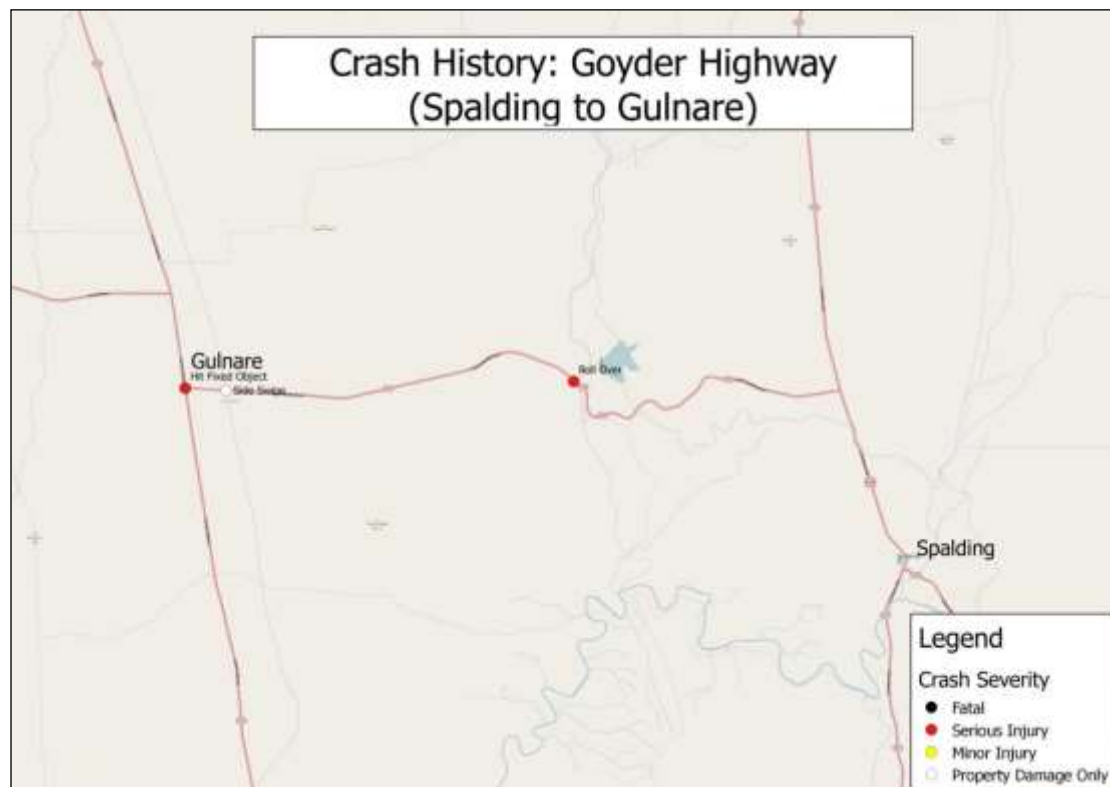 Crash History: Goyder Highway
(Spalding to Gulnare)
Gulnare
Hit Fixed Object
Side Swipe
Roll Over
Spalding
Legend
Crash Severity
Fatal
Serious Injury
Minor Injury
Property Damage Only